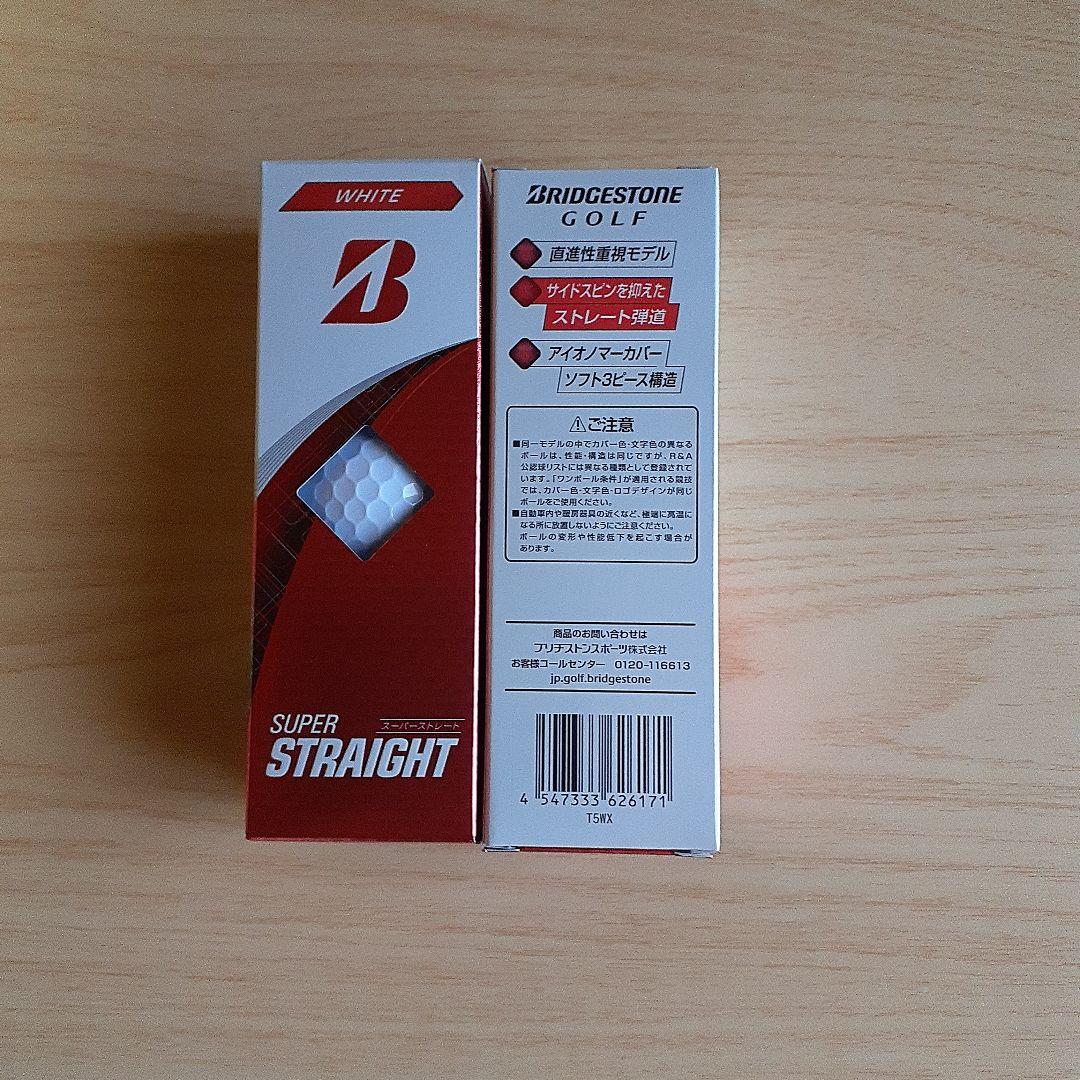 WHITE
B
SUPER
スーパーストレート
STRAIGHT
BRIDGESTONE
GOLF
直進性重視モデル
サイドスピンを抑えた
ストレート弾道
アイオノマーカバー
ソフト3ピース構造
⚠ご注意
■同一モデルの中でカバー色・文字色の異なる
ボールは、性能・構造は同じですが、R&A
公認球リストには異なる種類として登録されて
います。「ワンボール条件」が適用される競技
では、カバー色・文字色・ロゴデザインが同じ
ボールをご使用ください。
■自動車内や暖房器具の近くなど、極端に高温に
なる所に放置しないようにご注意ください。
ボールの変形や性能低下を起こす場合が
あります。
商品のお問い合わせは
ブリヂストンスポーツ株式会社
お客様コールセンター 0120-116613
jp.golf.bridgestone
4 547333 626171
T5WX